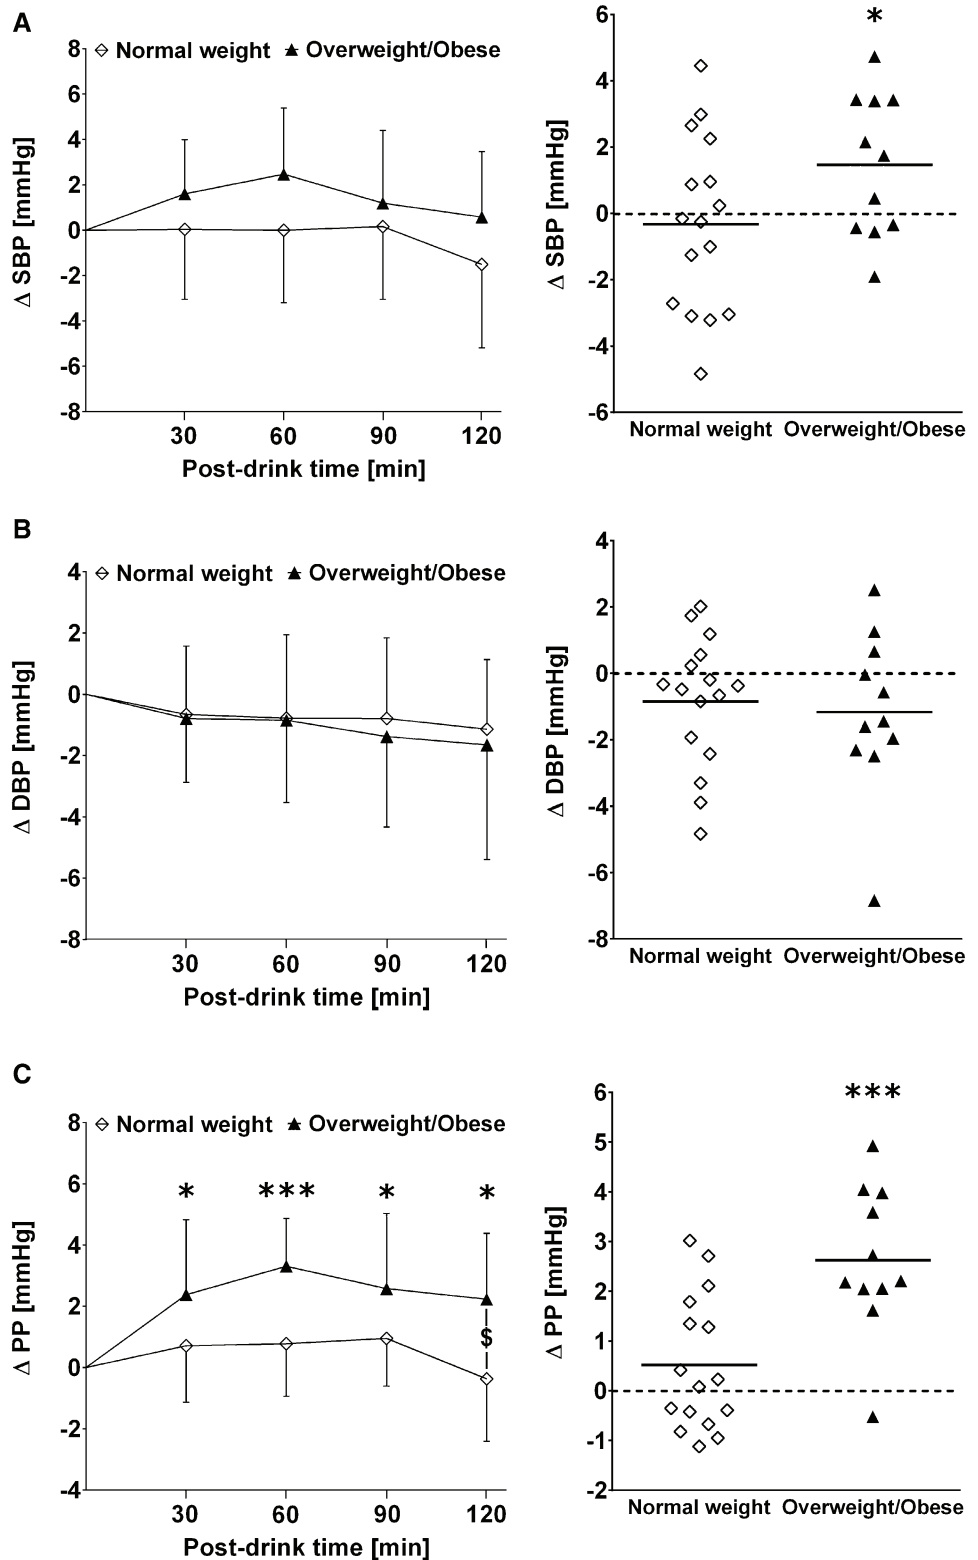 A
Normal weight Overweight/Obese
8
6
4
2
0
-2
-4
-6
-8
Δ SBP [mmHg]
30 60 90 120
Post-drink time [min]
*
6
4
2
0
-2
-4
-6
Δ SBP [mmHg]
Normal weight Overweight/Obese
B
Normal weight Overweight/Obese
4
2
0
-2
-4
-6
-8
Δ DBP [mmHg]
30 60 90 120
Post-drink time [min]
4
2
0
-2
-4
-6
-8
Δ DBP [mmHg]
Normal weight Overweight/Obese
C
Normal weight Overweight/Obese
8
6
4
2
0
-2
-4
Δ PP [mmHg]
* *** * *
$
30 60 90 120
Post-drink time [min]
***
6
5
4
3
2
1
0
-1
-2
Δ PP [mmHg]
Normal weight Overweight/Obese